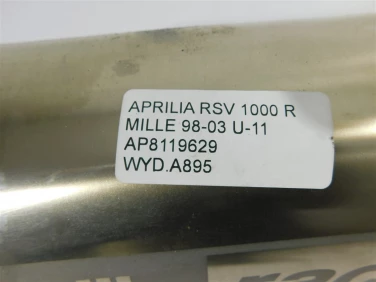 APRILIA RSV 1000 R
MILLE 98-03 U-11
AP8119629
WYD.A895